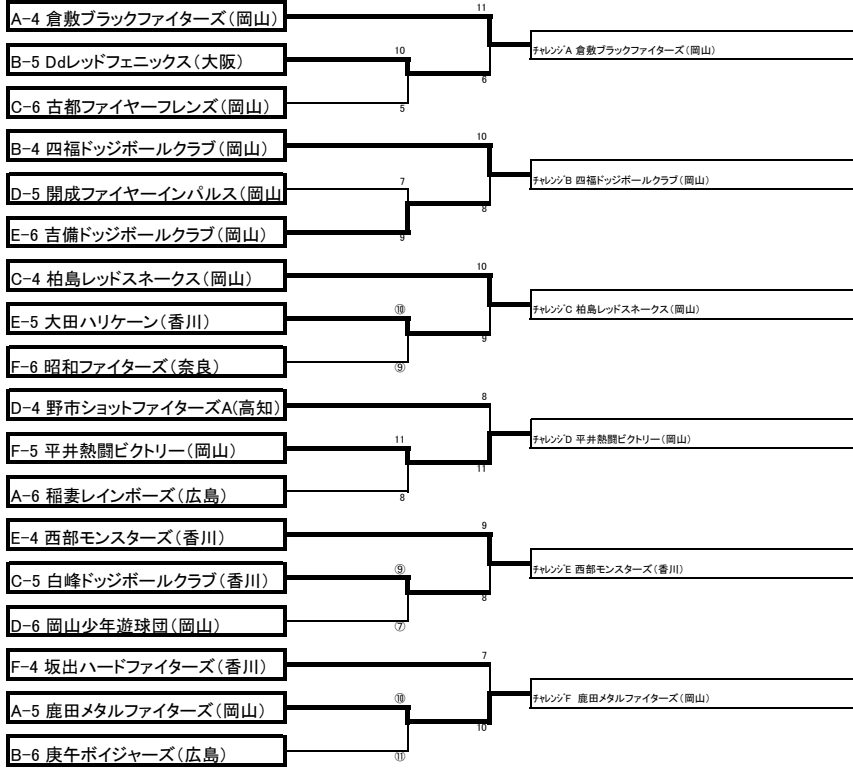 11
A-4 倉敷ブラックファイターズ(岡山)
ﾁｬﾚﾝｼﾞA 倉敷ブラックファイターズ(岡山)
10
B-5 Ddレッドフェニックス(大阪)
6
C-6 古都ファイヤーフレンズ(岡山)
5
10
B-4 四福ドッジボールクラブ(岡山)
ﾁｬﾚﾝｼﾞB 四福ドッジボールクラブ(岡山)
7
D-5 開成ファイヤーインパルス(岡山
8
E-6 吉備ドッジボールクラブ(岡山)
9
10
C-4 柏島レッドスネークス(岡山)
ﾁｬﾚﾝｼﾞC 柏島レッドスネークス(岡山)
⑩
E-5 大田ハリケーン(香川)
9
F-6 昭和ファイターズ(奈良)
⑨
8
D-4 野市ショットファイターズA(高知)
ﾁｬﾚﾝｼﾞD 平井熱闘ビクトリー(岡山)
11
F-5 平井熱闘ビクトリー(岡山)
11
A-6 稲妻レインボーズ(広島)
8
9
E-4 西部モンスターズ(香川)
ﾁｬﾚﾝｼﾞE 西部モンスターズ(香川)
⑨
C-5 白峰ドッジボールクラブ(香川)
8
D-6 岡山少年遊球団(岡山)
⑦
7
F-4 坂出ハードファイターズ(香川)
ﾁｬﾚﾝｼﾞF 鹿田メタルファイターズ(岡山)
⑩
A-5 鹿田メタルファイターズ(岡山)
10
B-6 庚午ボイジャーズ(広島)
⑪